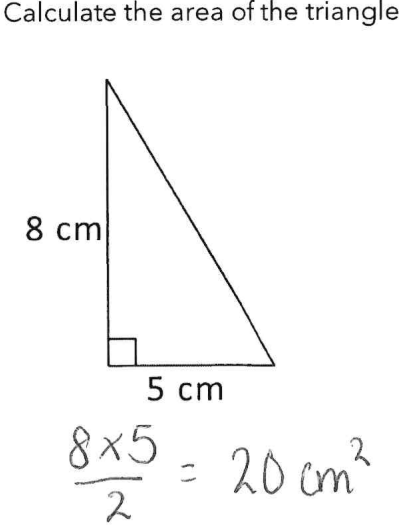 Calculate the area of the triangle
8 cm
5 cm
8×5/2 = 20 cm²